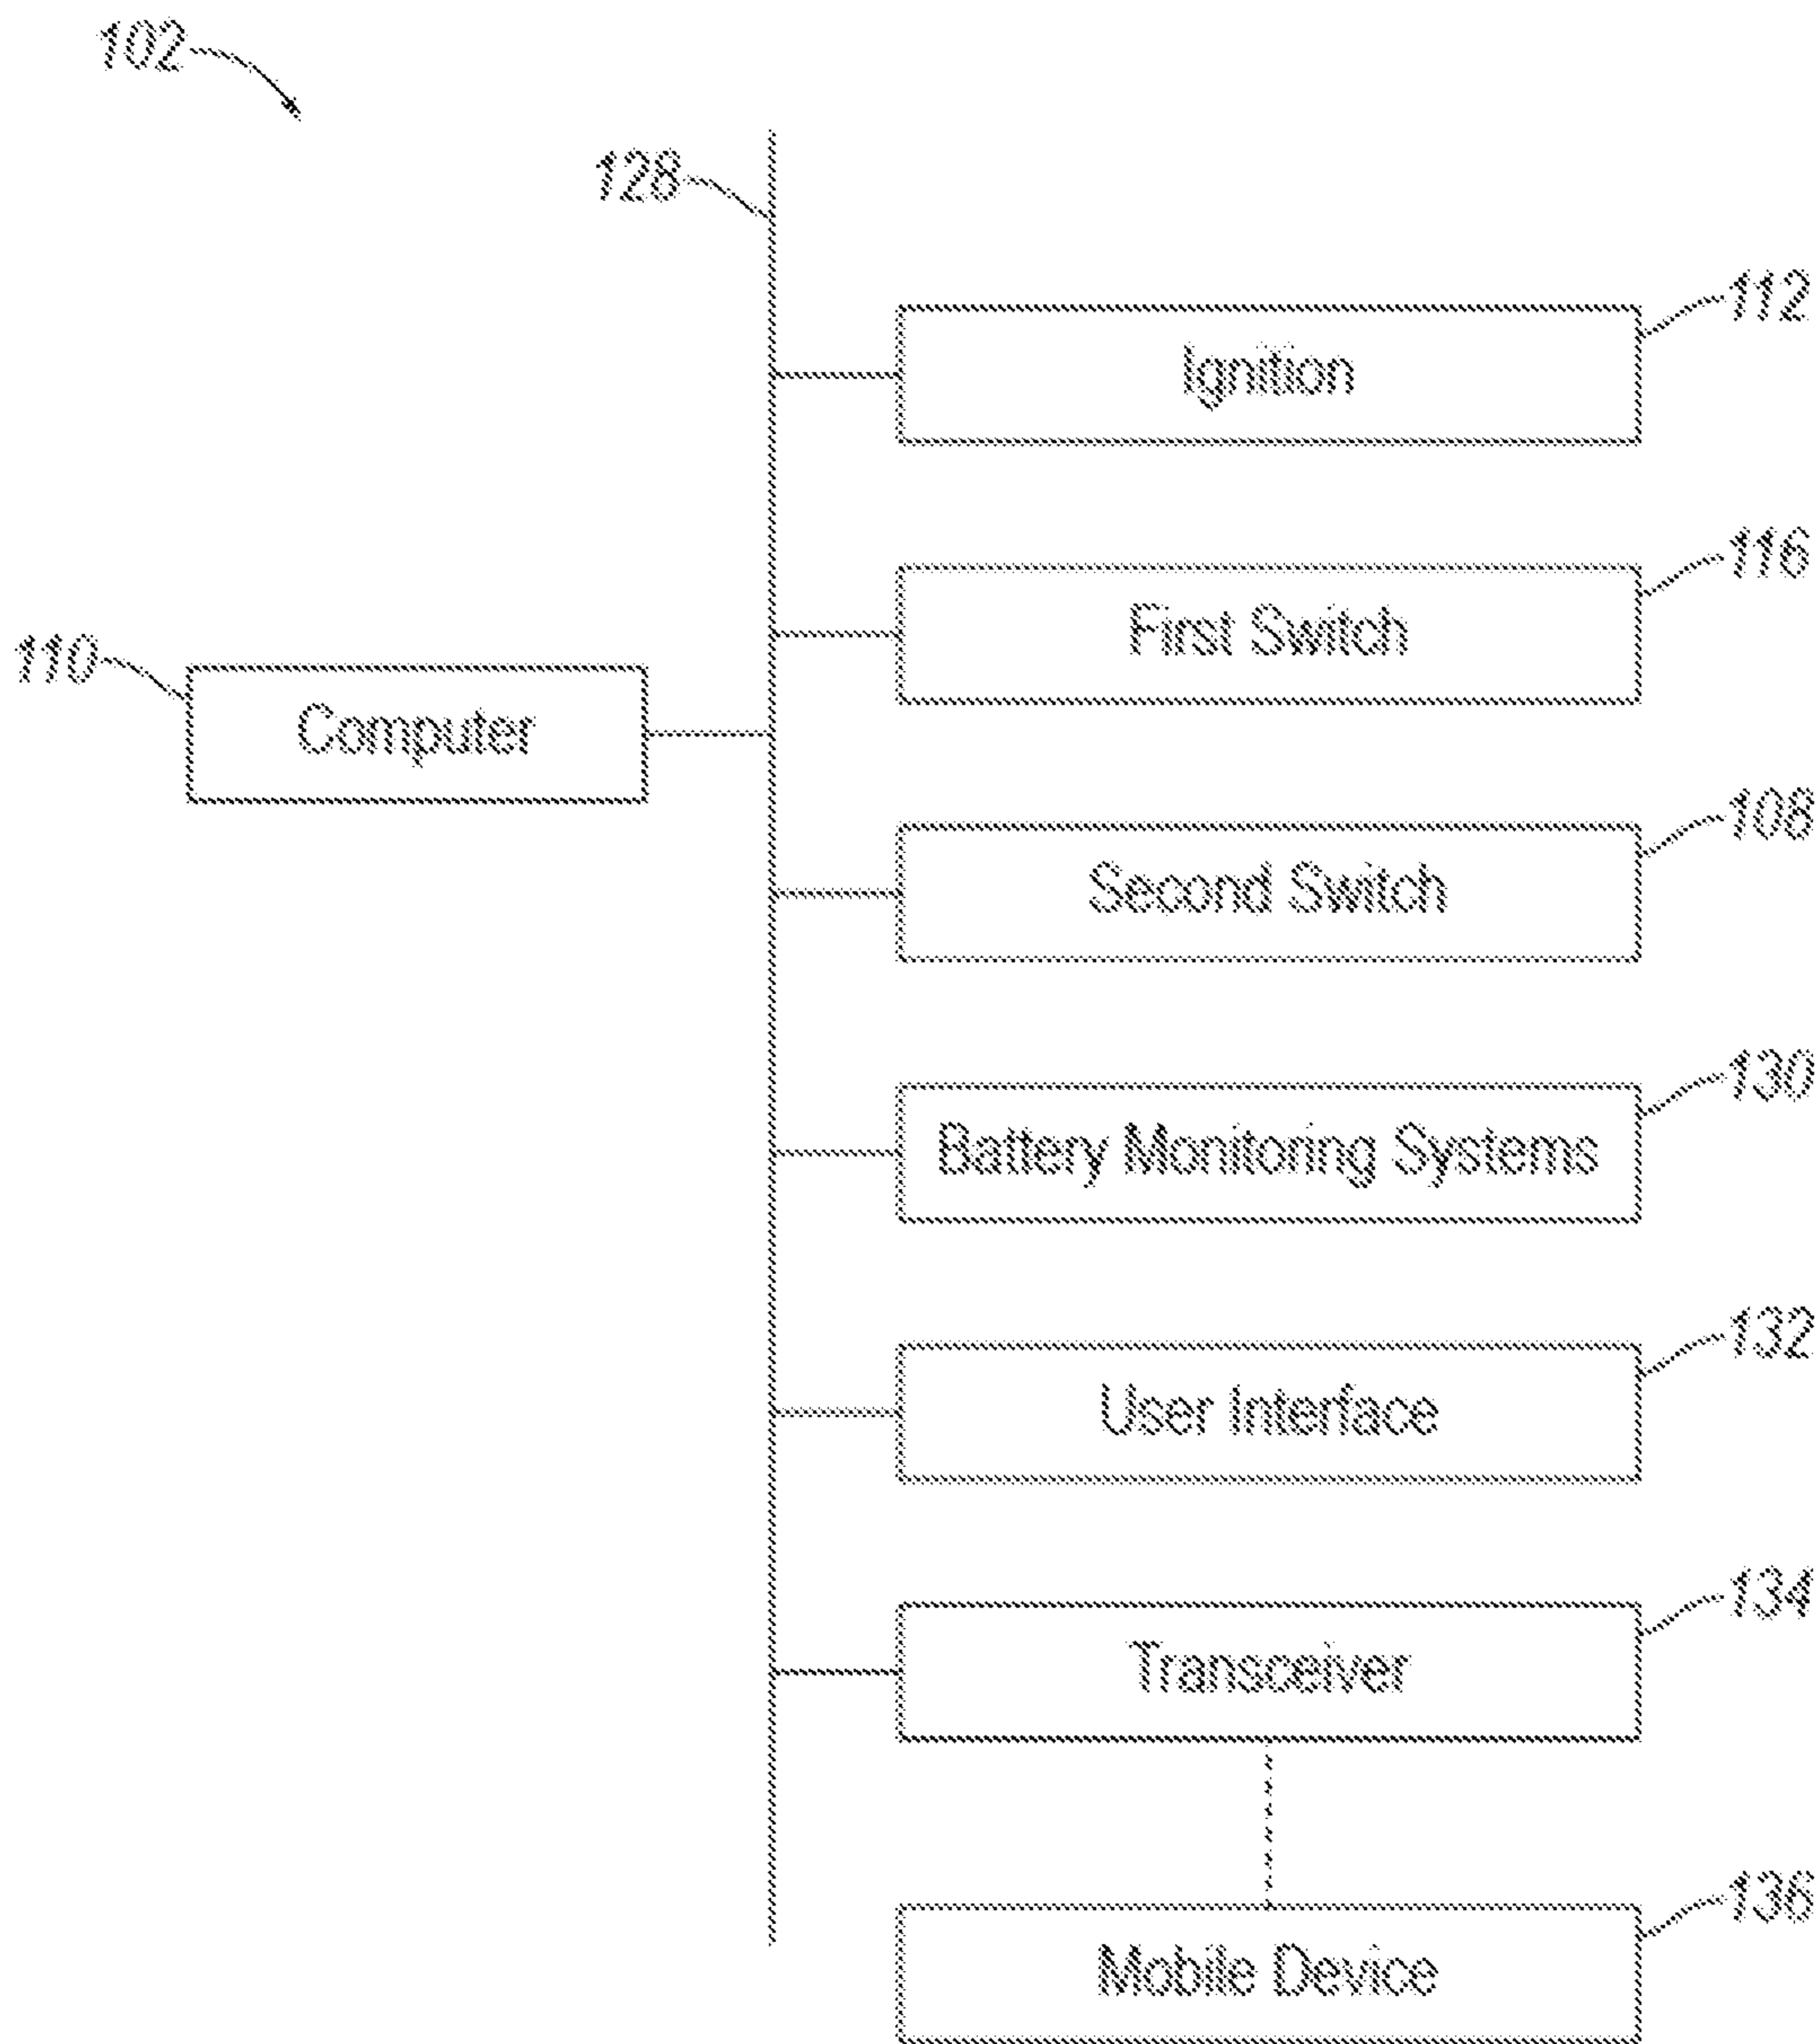 102
128
112
Ignition
116
First Switch
110
Computer
108
Second Switch
130
Battery Monitoring Systems
132
User Interface
134
Transceiver
136
Mobile Device